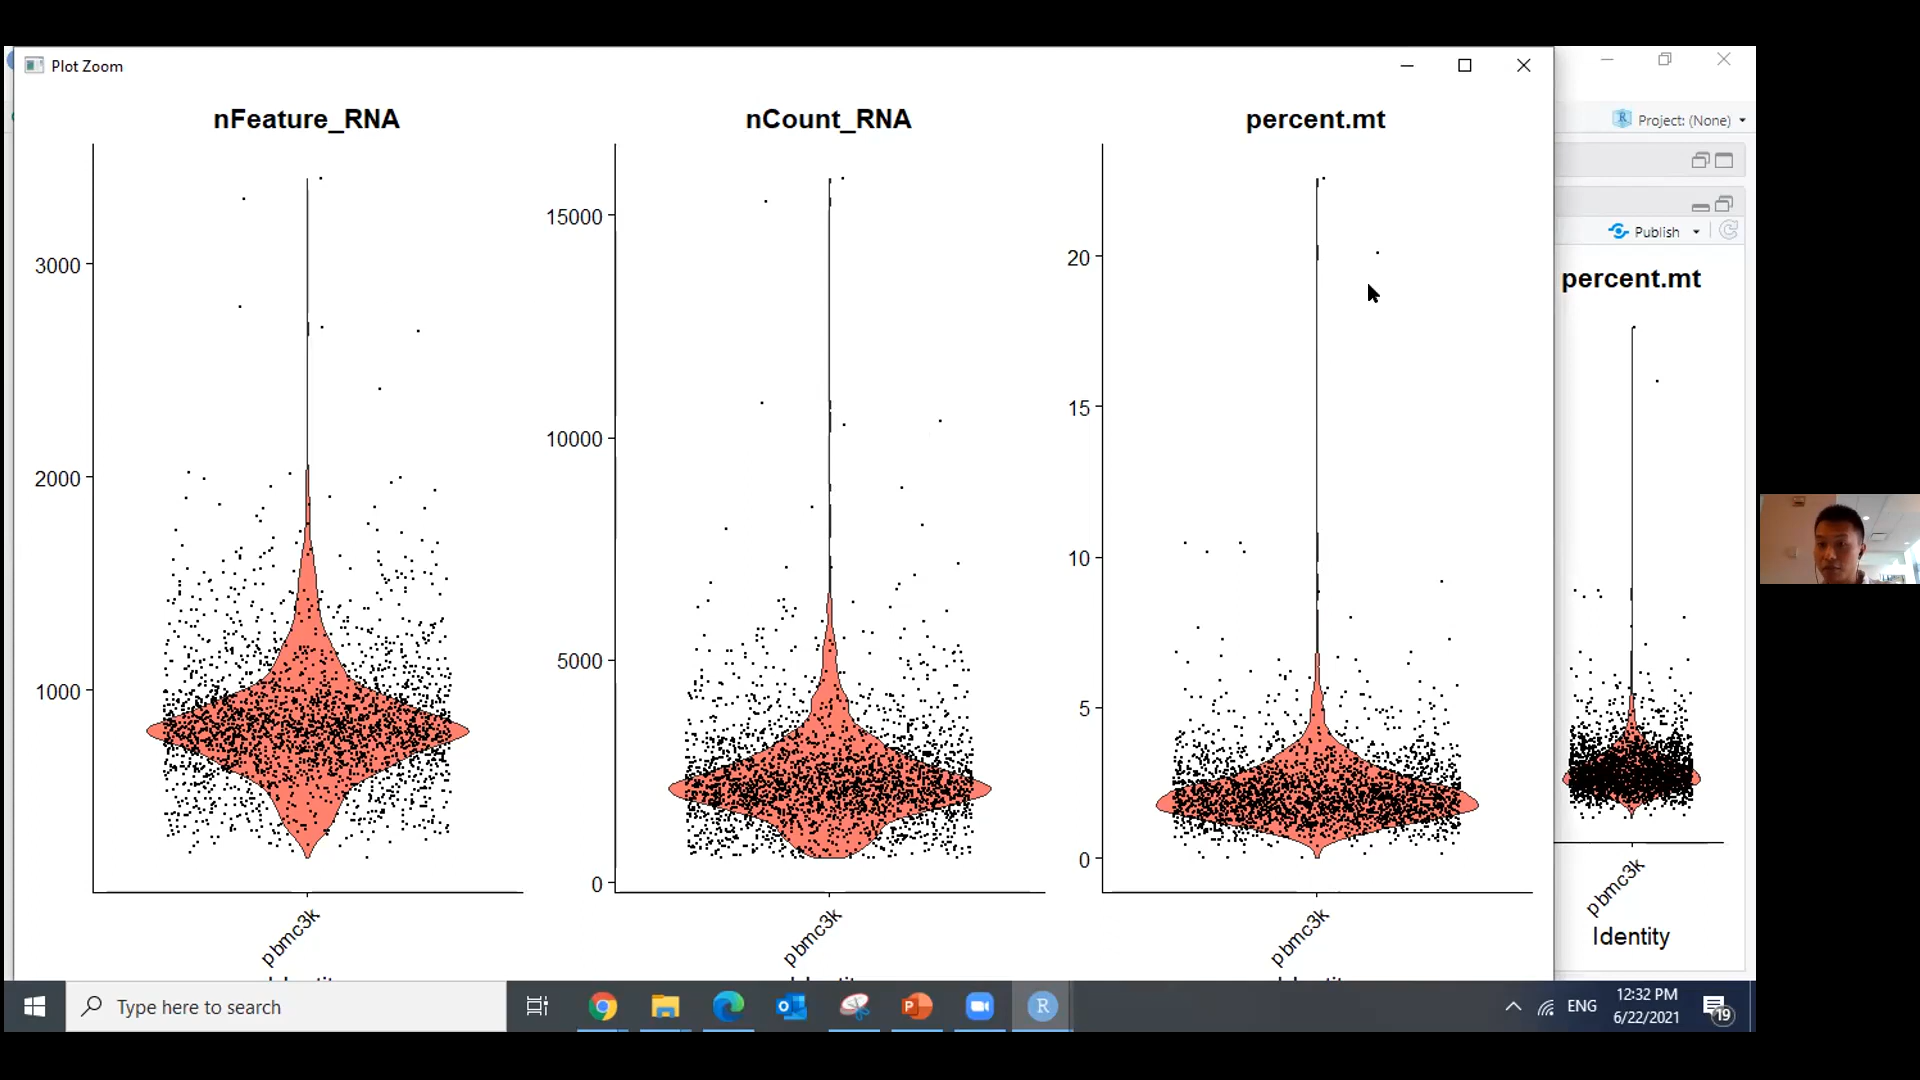 Plot Zoom
nFeature_RNA
nCount_RNA
percent.mt
3000
2000
1000
15000
10000
5000
0
20
15
10
5
0
pbmc3k
pbmc3k
pbmc3k
R
Project: (None)
Publish
percent.mt
pbmc3k
Identity
Type here to search
R
ENG
12:32 PM
6/22/2021
19